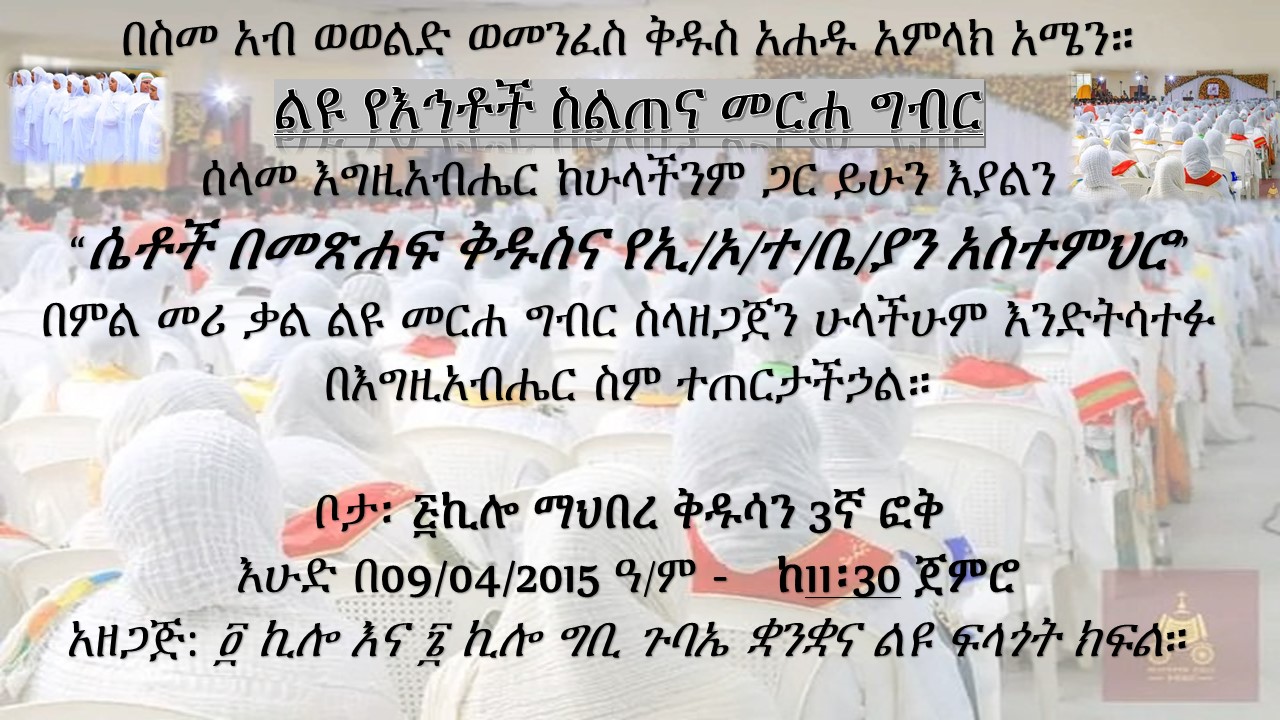 በስመ አብ ወወልድ ወመንፈስ ቅዱስ አሐዱ አምላክ አሜን።
ልዩ የእኅቶች ስልጠና መርሐ ግብር
ሰላመ እግዚአብሔር ከሁላችንም ጋር ይሁን እያልን
“ሴቶች በመጽሐፍ ቅዱስና የኢ/ኦ/ተ/ቤ/ያን አስተምህሮ”
በምል መሪ ቃል ልዩ መርሐ ግብር ስላዘጋጀን ሁላችሁም እንድትሳተፉ
በእግዚአብሔር ስም ተጠርታችኃል።
ቦታ፡ ፭ኪሎ ማህበረ ቅዱሳን 3ኛ ፎቅ
እሁድ በ09/04/2015 ዓ/ም - ከ11፡30 ጀምሮ
አዘጋጅ: ፬ ኪሎ እና ፮ ኪሎ ግቢ ጉባኤ ቋንቋና ልዩ ፍላጎት ክፍል።